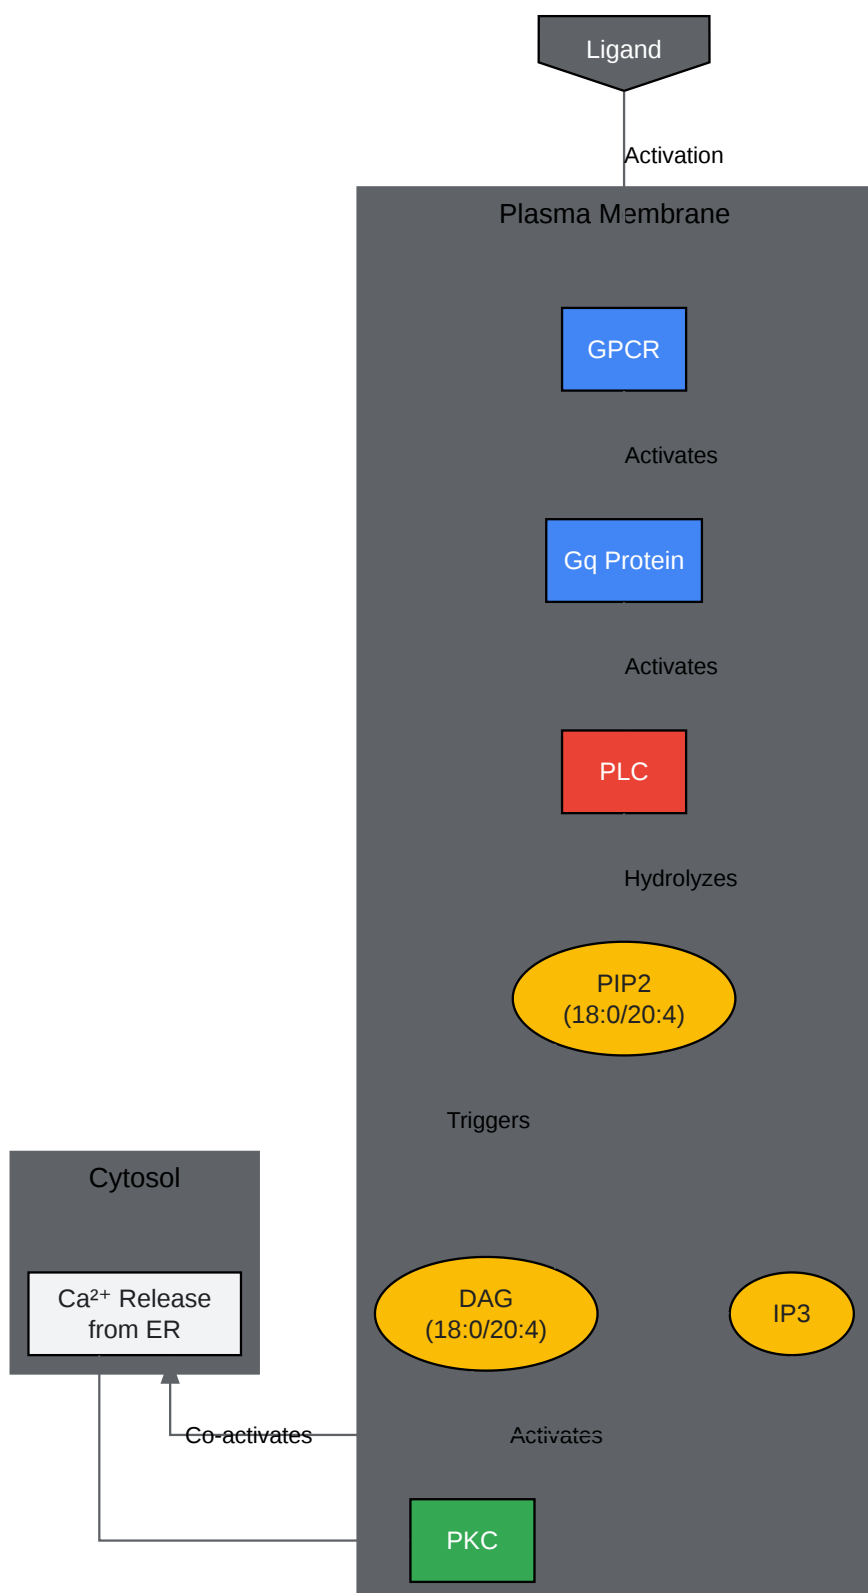 Ligand
Activation
Plasma Membrane
GPCR
Activates
Gq Protein
Activates
PLC
Hydrolyzes
PIP2
(18:0/20:4)
Triggers
Cytosol
Ca²⁺ Release
from ER
DAG
(18:0/20:4)
IP3
Co-activates
Activates
PKC